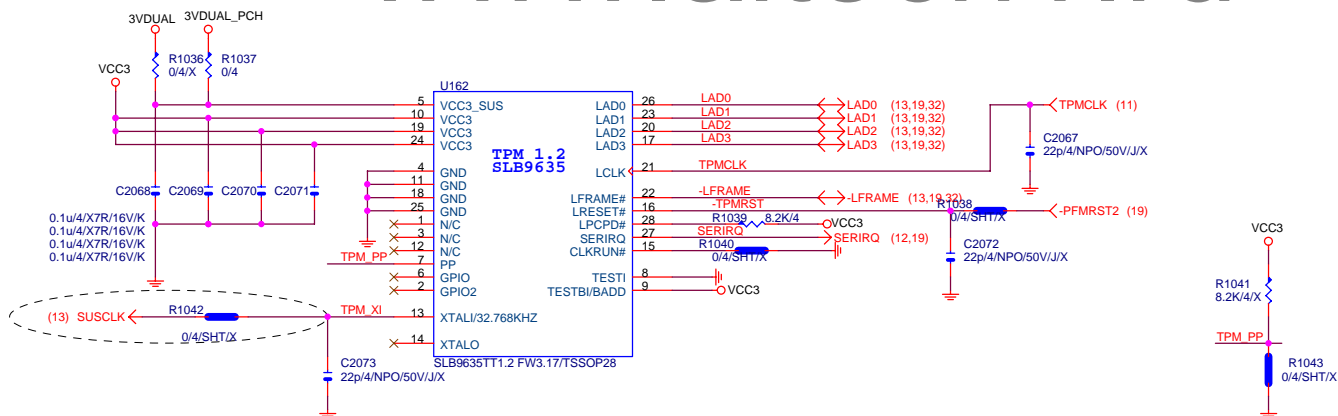 3VDUAL 3VDUAL_PCH
VCC3
R1036
0/4/X
R1037
0/4
U162
5 VCC3_SUS
10 VCC3
19 VCC3
24 VCC3
4 GND
11 GND
18 GND
25 GND
1 N/C
3 N/C
12 N/C
TPM_PP 7 PP
6 GPIO
2 GPIO2
TPM_XI 13 XTALI/32.768KHZ
14 XTALO
TPM 1.2
SLB9635
LAD0 26 LAD0 LAD0 (13,19,32)
LAD1 23 LAD1 LAD1 (13,19,32)
LAD2 20 LAD2 LAD2 (13,19,32)
LAD3 17 LAD3 LAD3 (13,19,32)
LCLK 21 TPMCLK TPMCLK (11)
LFRAME# 22 -LFRAME -LFRAME (13,19,32)
LRESET# 16 -TPMRST R1038 0/4/SHT/X -PFMRST2 (19)
LPCPD# 28 R1039 8.2K/4 VCC3
SERIRQ 27 SERIRQ SERIRQ (12,19)
CLKRUN# 15 R1040 0/4/SHT/X
TESTI 8
TESTBI/BADD 9 VCC3
SLB9635TT1.2 FW3.17/TSSOP28
C2067
22p/4/NPO/50V/J/X
C2072
22p/4/NPO/50V/J/X
C2068 C2069 C2070 C2071
0.1u/4/X7R/16V/K
0.1u/4/X7R/16V/K
0.1u/4/X7R/16V/K
0.1u/4/X7R/16V/K
(13) SUSCLK R1042
0/4/SHT/X
C2073
22p/4/NPO/50V/J/X
VCC3
R1041
8.2K/4/X
TPM_PP
R1043
0/4/SHT/X